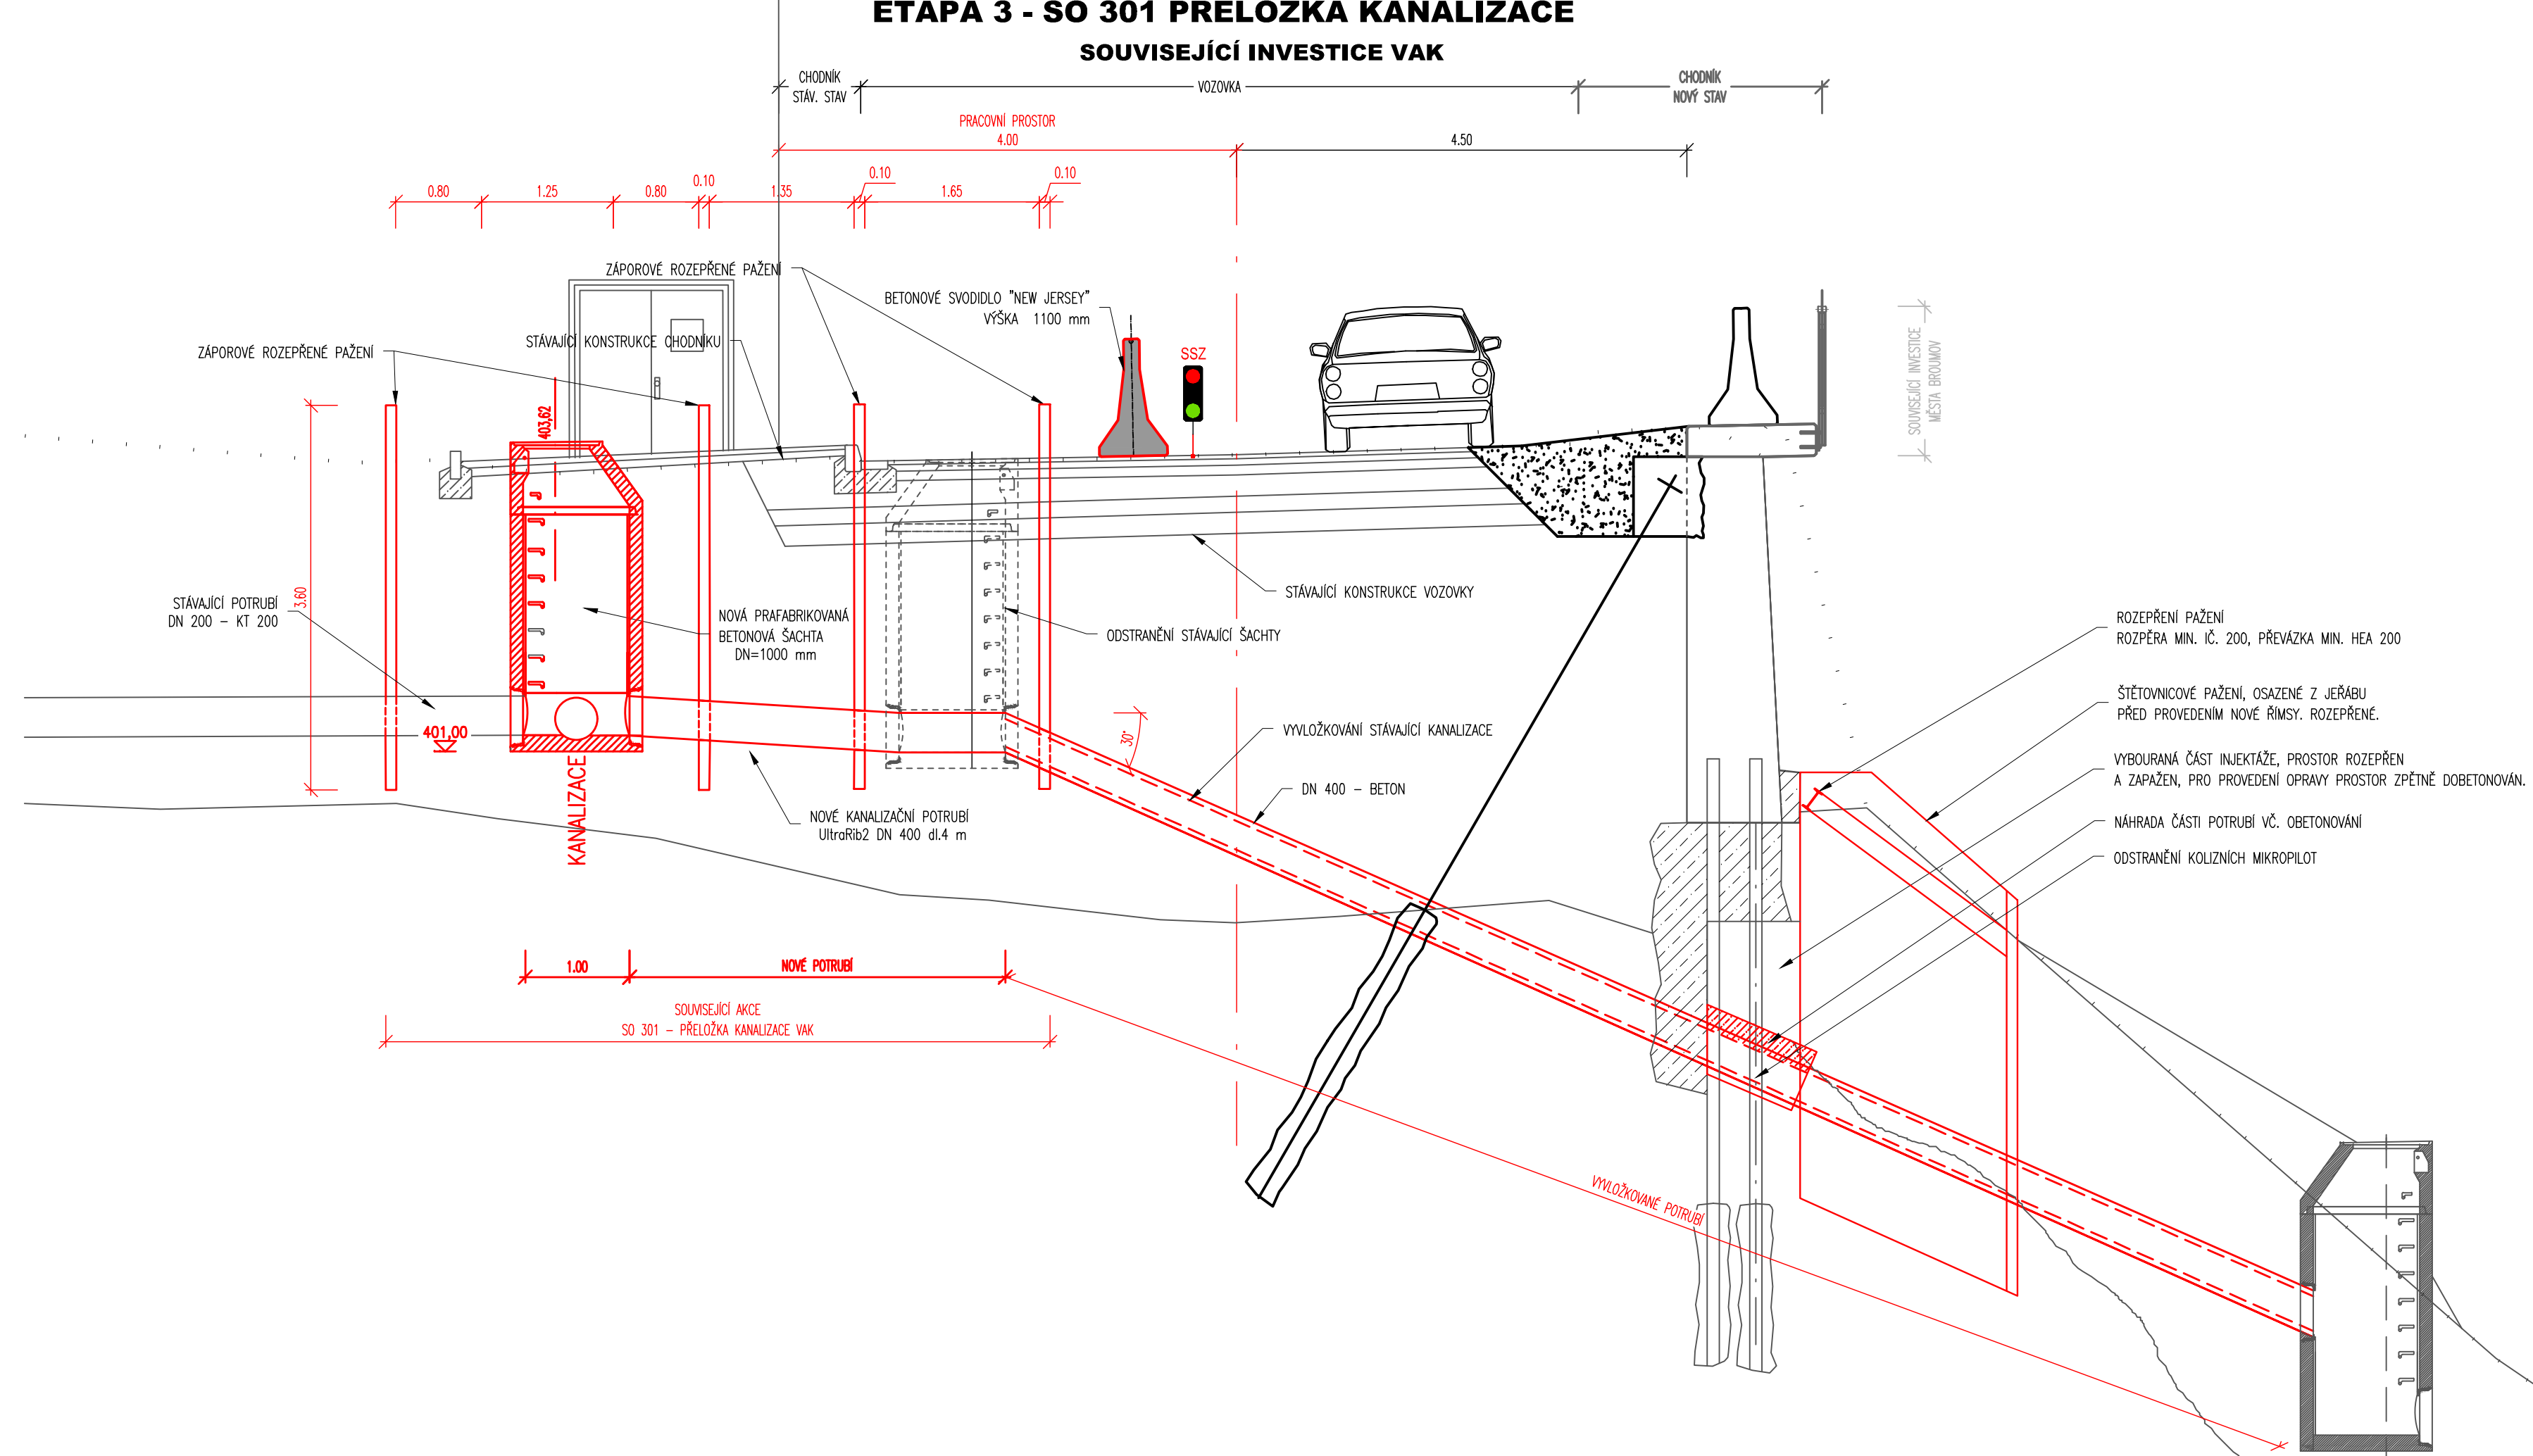 ETAPA 3 - SO 301 PŘELOŽKA KANALIZACE
SOUVISEJÍCÍ INVESTICE VAK
CHODNÍK
STÁV. STAV
VOZOVKA
CHODNÍK
NOVÝ STAV
PRACOVNÍ PROSTOR
4.00
4.50
0.80
1.25
0.80
0.10
1.35
0.10
1.65
0.10
ZÁPOROVÉ ROZEPŘENÉ PAŽENÍ
BETONOVÉ SVODIDLO "NEW JERSEY"
VÝŠKA 1100 mm
SSZ
STÁVAJÍCÍ KONSTRUKCE CHODNÍKU
ZÁPOROVÉ ROZEPŘENÉ PAŽENÍ
SOUVISEJÍCÍ INVESTICE
MĚSTA BROUMOV
403,62
3.60
STÁVAJÍCÍ POTRUBÍ
DN 200 - KT 200
NOVÁ PRAFABRIKOVANÁ
BETONOVÁ ŠACHTA
DN=1000 mm
STÁVAJÍCÍ KONSTRUKCE VOZOVKY
ODSTRANĚNÍ STÁVAJÍCÍ ŠACHTY
ROZEPŘENÍ PAŽENÍ
ROZPĚRA MIN. IČ. 200, PŘEVÁZKA MIN. HEA 200
ŠTĚTOVNICOVÉ PAŽENÍ, OSAZENÉ Z JEŘÁBU
PŘED PROVEDENÍM NOVÉ ŘÍMSY. ROZEPŘENÉ.
401,00
30°
VYVLOŽKOVÁNÍ STÁVAJÍCÍ KANALIZACE
VYBOURANÁ ČÁST INJEKTÁŽE, PROSTOR ROZEPŘEN
A ZAPAŽEN, PRO PROVEDENÍ OPRAVY PROSTOR ZPĚTNĚ DOBETONOVÁN.
KANALIZACE
DN 400 - BETON
NOVÉ KANALIZAČNÍ POTRUBÍ
UltraRib2 DN 400 dl.4 m
NÁHRADA ČÁSTI POTRUBÍ VČ. OBETONOVÁNÍ
ODSTRANĚNÍ KOLIZNÍCH MIKROPILOT
1.00
NOVÉ POTRUBÍ
SOUVISEJÍCÍ AKCE
SO 301 - PŘELOŽKA KANALIZACE VAK
VYVLOŽKOVANÉ POTRUBÍ